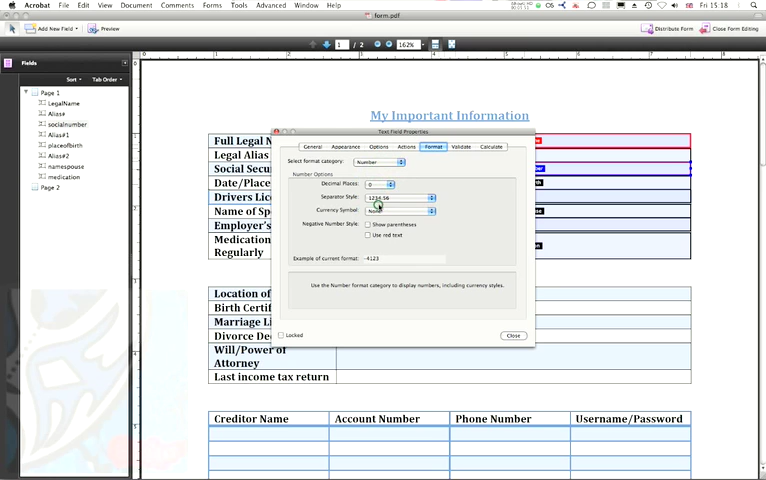 Acrobat File Edit View Document Comments Forms Tools Advanced Window Help Fri 15:18
form.pdf
Add New Field Preview Distribute Form Close Form Editing
1 / 2 162%
Fields
Sort Tab Order
Page 1
LegalName
Alias#
socialnumber
Alias#1
placeofbirth
Alias#2
namespouse
medication
Page 2
My Important Information
Full Legal N
Legal Alias
Social Secur
Date/Place
Drivers Lice
Name of Sp
Employer's
Medication
Regularly
Text Field Properties
General Appearance Options Actions Format Validate Calculate
Select format category: Number
Number Options
Decimal Places: 0
Separator Style: 1234.56
Currency Symbol: None
Negative Number Style: Show parentheses
Use red text
Example of current format: -4123
Use the Number format category to display numbers, including currency styles.
Locked Close
Location of
Birth Certif
Marriage Li
Divorce Dec
Will/Power of
Attorney
Last income tax return
Creditor Name Account Number Phone Number Username/Password